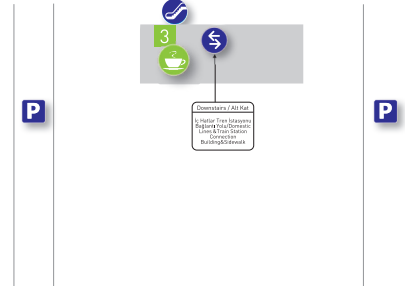 3
P
P
Downstairs / Alt Kat
İç Hatlar Tren İstasyonu
Bağlantı Yolu/Domestic
Lines & Train Station
Connection
Building&Sidewalk